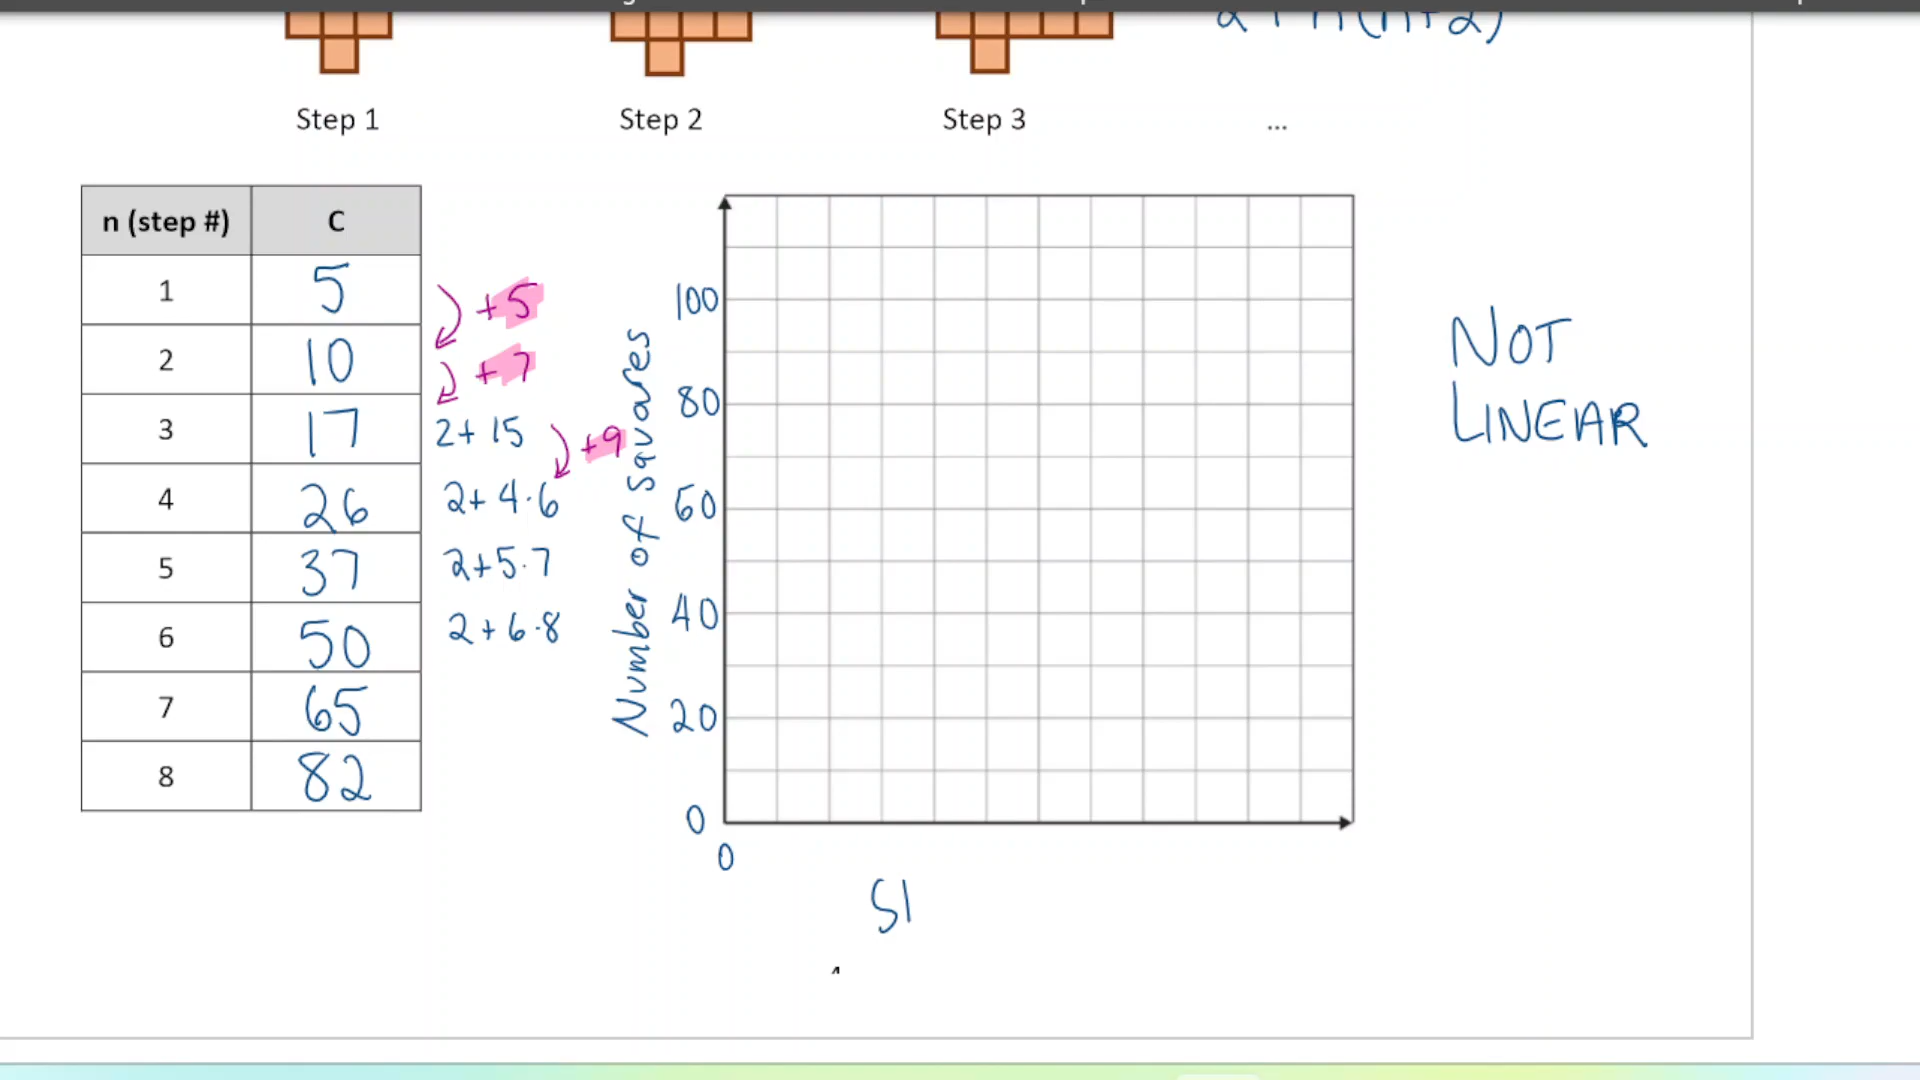 2 + n(n+2)
Step 1
Step 2
Step 3
...
n (step #) C
1 5
2 10
3 17
4 26
5 37
6 50
7 65
8 82
+5
+7
2+ 15
+9
2+ 4·6
2+5·7
2+6·8
Number of squares
100
80
60
40
20
0
0
NOT
LINEAR